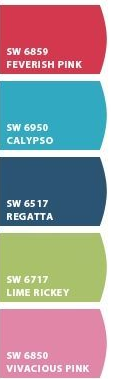 SW 6859
FEVERISH PINK
SW 6950
CALYPSO
SW 6517
REGATTA
SW 6717
LIME RICKEY
SW 6850
VIVACIOUS PINK